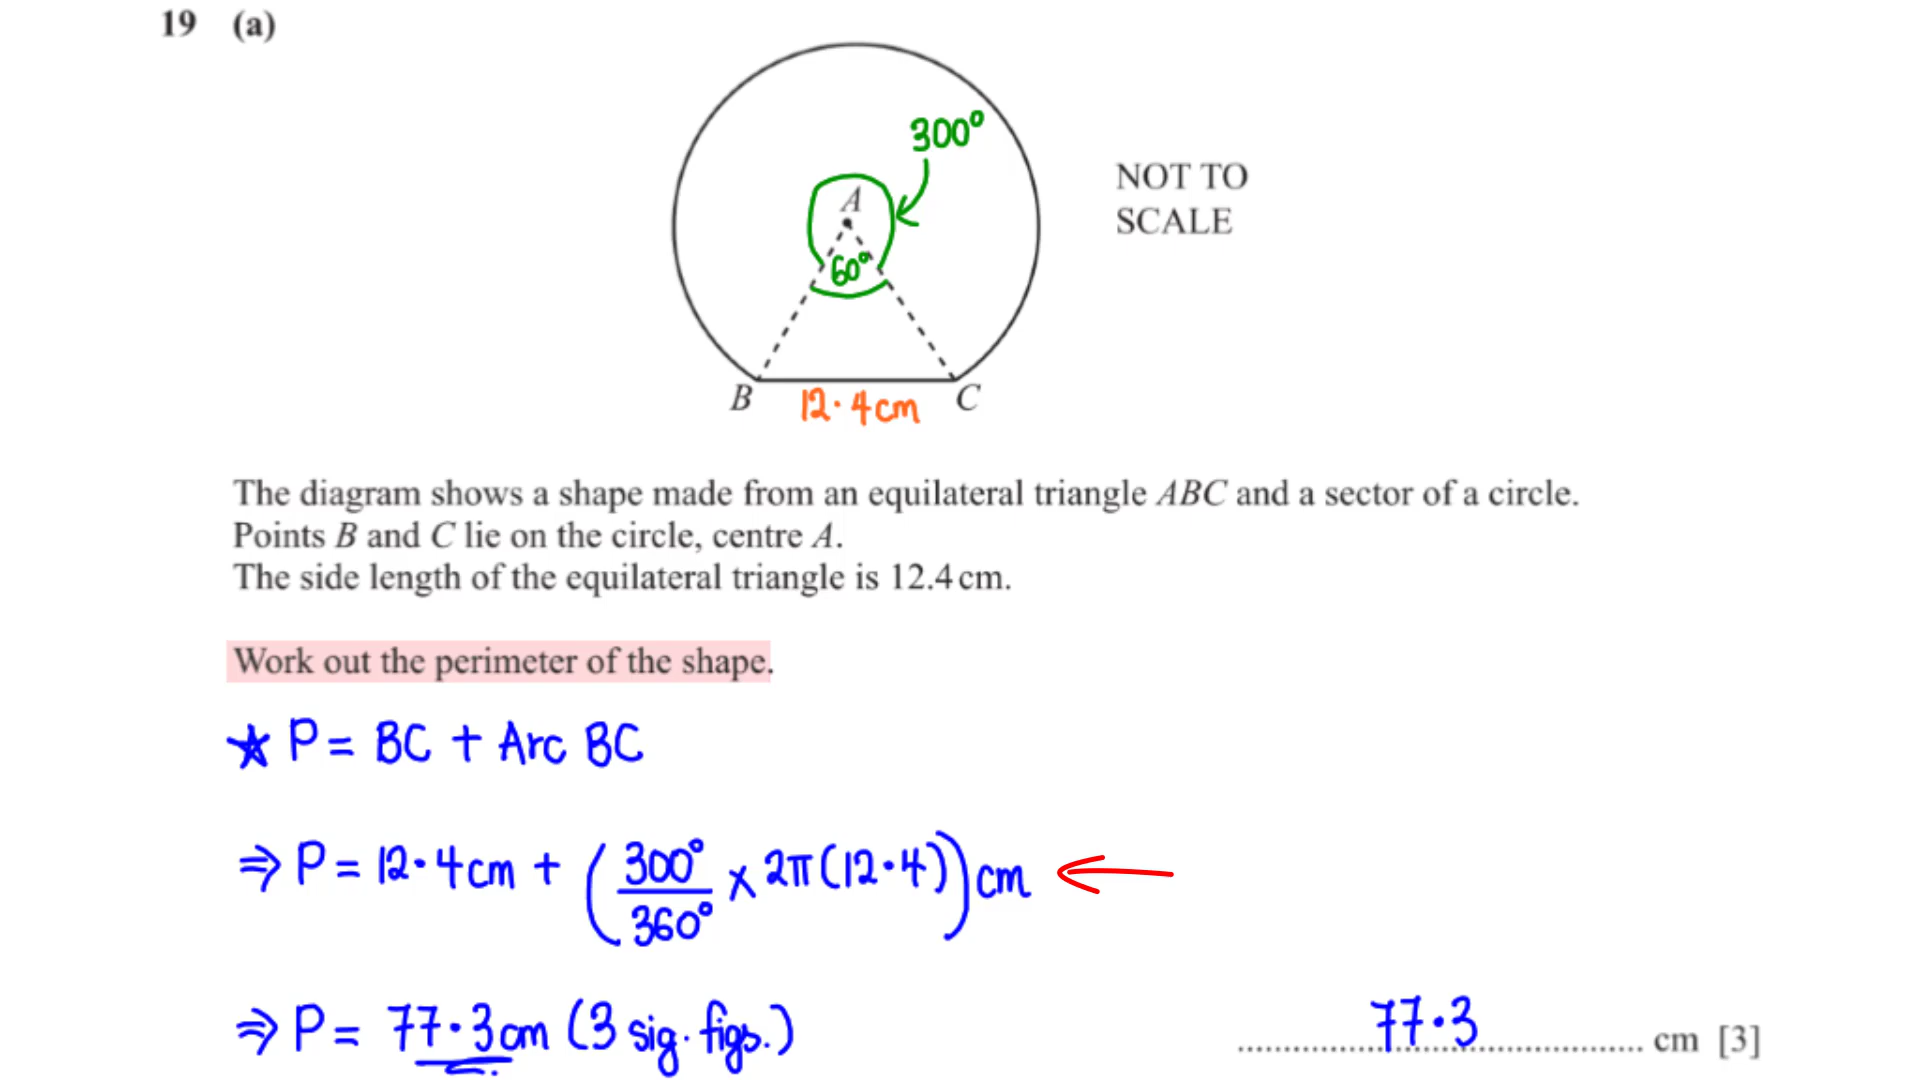 19 (a)
300°
A
60°
NOT TO
SCALE
B
12.4cm
C
The diagram shows a shape made from an equilateral triangle ABC and a sector of a circle.
Points B and C lie on the circle, centre A.
The side length of the equilateral triangle is 12.4 cm.
Work out the perimeter of the shape.
★ P = BC + Arc BC
⇒ P = 12.4cm + (300°/360° × 2π(12.4)) cm
⇒ P = 77.3cm (3 sig. figs.)
77.3
........................................ cm [3]